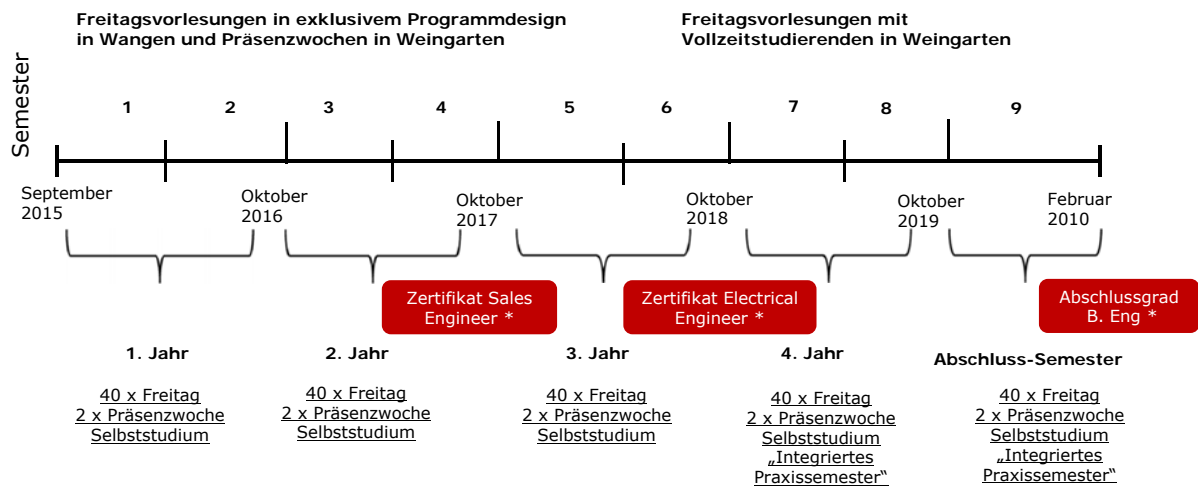 Freitagsvorlesungen in exklusivem Programmdesign
in Wangen und Präsenzwochen in Weingarten
Freitagsvorlesungen mit
Vollzeitstudierenden in Weingarten
Semester
1
2
3
4
5
6
7
8
9
September
2015
Oktober
2016
Oktober
2017
Oktober
2018
Oktober
2019
Februar
2010
Zertifikat Sales
Engineer *
Zertifikat Electrical
Engineer *
Abschlussgrad
B. Eng *
1. Jahr
40 x Freitag
2 x Präsenzwoche
Selbststudium
2. Jahr
40 x Freitag
2 x Präsenzwoche
Selbststudium
3. Jahr
40 x Freitag
2 x Präsenzwoche
Selbststudium
4. Jahr
40 x Freitag
2 x Präsenzwoche
Selbststudium
„Integriertes
Praxissemester“
Abschluss-Semester
40 x Freitag
2 x Präsenzwoche
Selbststudium
„Integriertes
Praxissemester“